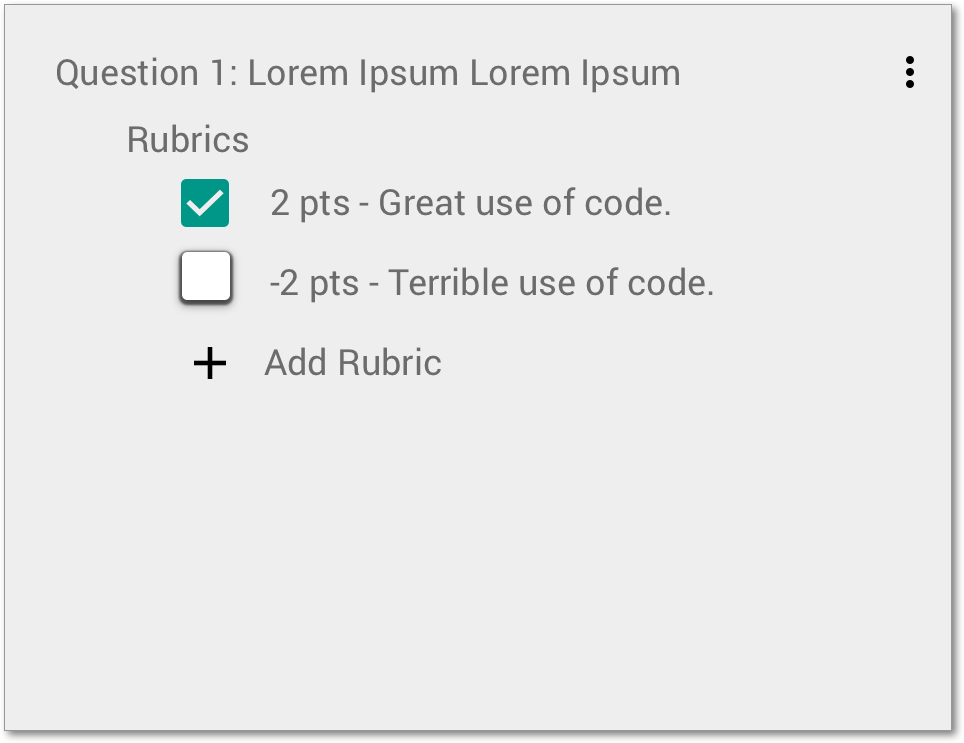 Question 1: Lorem Ipsum Lorem Ipsum
Rubrics
2 pts - Great use of code.
-2 pts - Terrible use of code.
Add Rubric